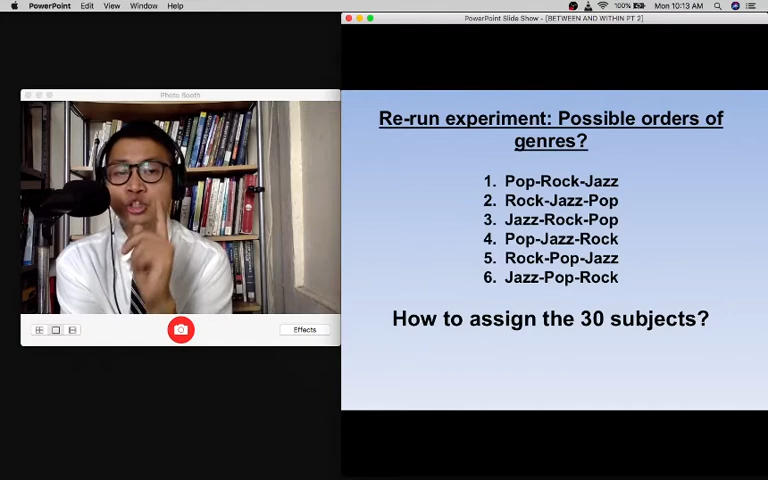 PowerPoint Edit View Window Help
100% Mon 10:13 AM
PowerPoint Slide Show - [BETWEEN AND WITHIN PT 2]
Photo Booth
Re-run experiment: Possible orders of
genres?
1. Pop-Rock-Jazz
2. Rock-Jazz-Pop
3. Jazz-Rock-Pop
4. Pop-Jazz-Rock
5. Rock-Pop-Jazz
6. Jazz-Pop-Rock
How to assign the 30 subjects?
Effects